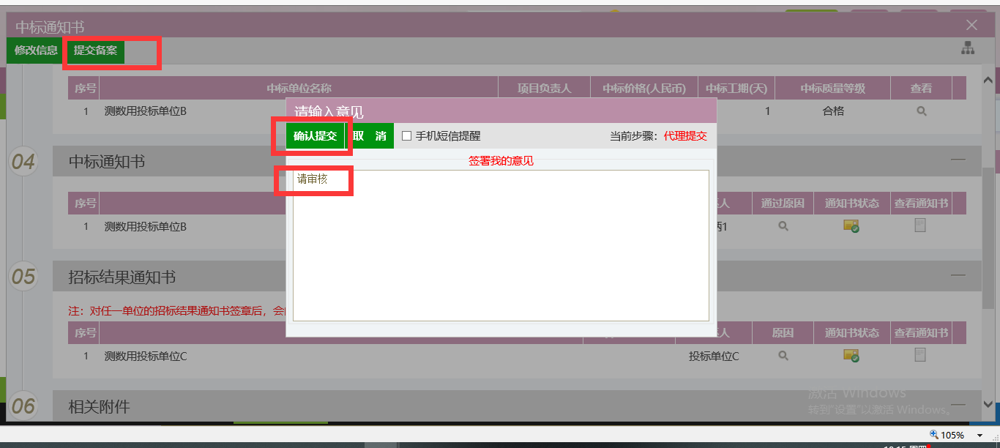 中标通知书
修改信息 提交备案
序号 中标单位名称 项目负责人 中标价格(人民币) 中标工期(天) 中标质量等级 查看
1 测数用投标单位B 1 合格
请输入意见
确认提交 取 消 手机短信提醒 当前步骤：代理提交
签署我的意见
请审核
04 中标通知书
序号 人 通过原因 通知书状态 查看通知书
1 测数用投标单位B 1
05 招标结果通知书
注：对任一单位的招标结果通知书签章后，会
序号 人 原因 通知书状态 查看通知书
1 测数用投标单位C 投标单位C
06 相关附件
激活 Windows
转到"设置"以激活 Windows。
105%